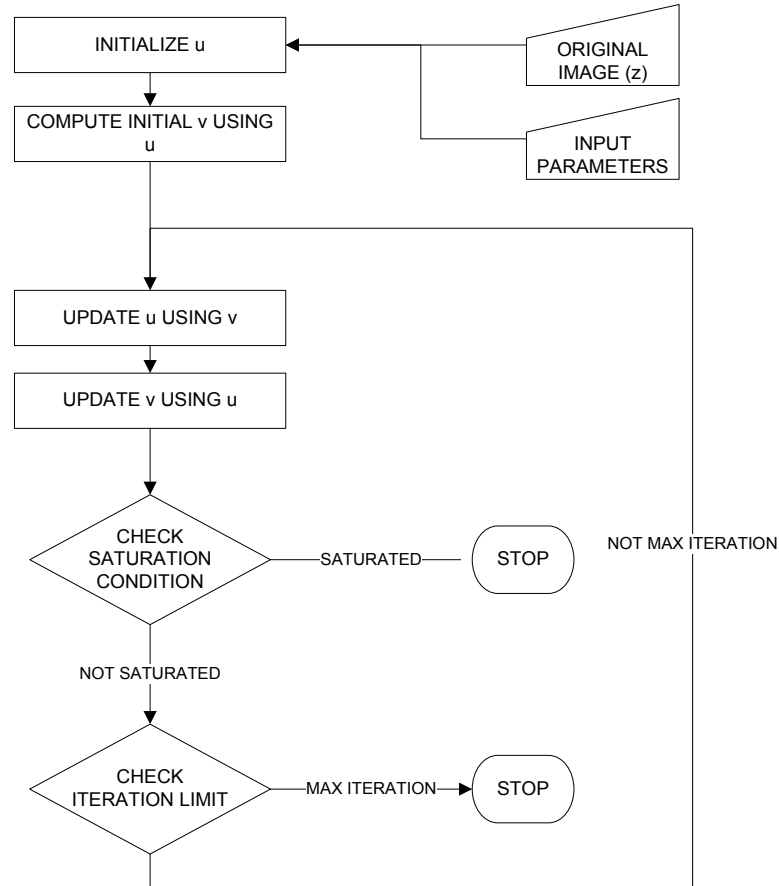 INITIALIZE u
ORIGINAL
IMAGE (z)
COMPUTE INITIAL v USING
u
INPUT
PARAMETERS
UPDATE u USING v
UPDATE v USING u
CHECK
SATURATION
CONDITION
SATURATED
STOP
NOT MAX ITERATION
NOT SATURATED
CHECK
ITERATION LIMIT
MAX ITERATION
STOP